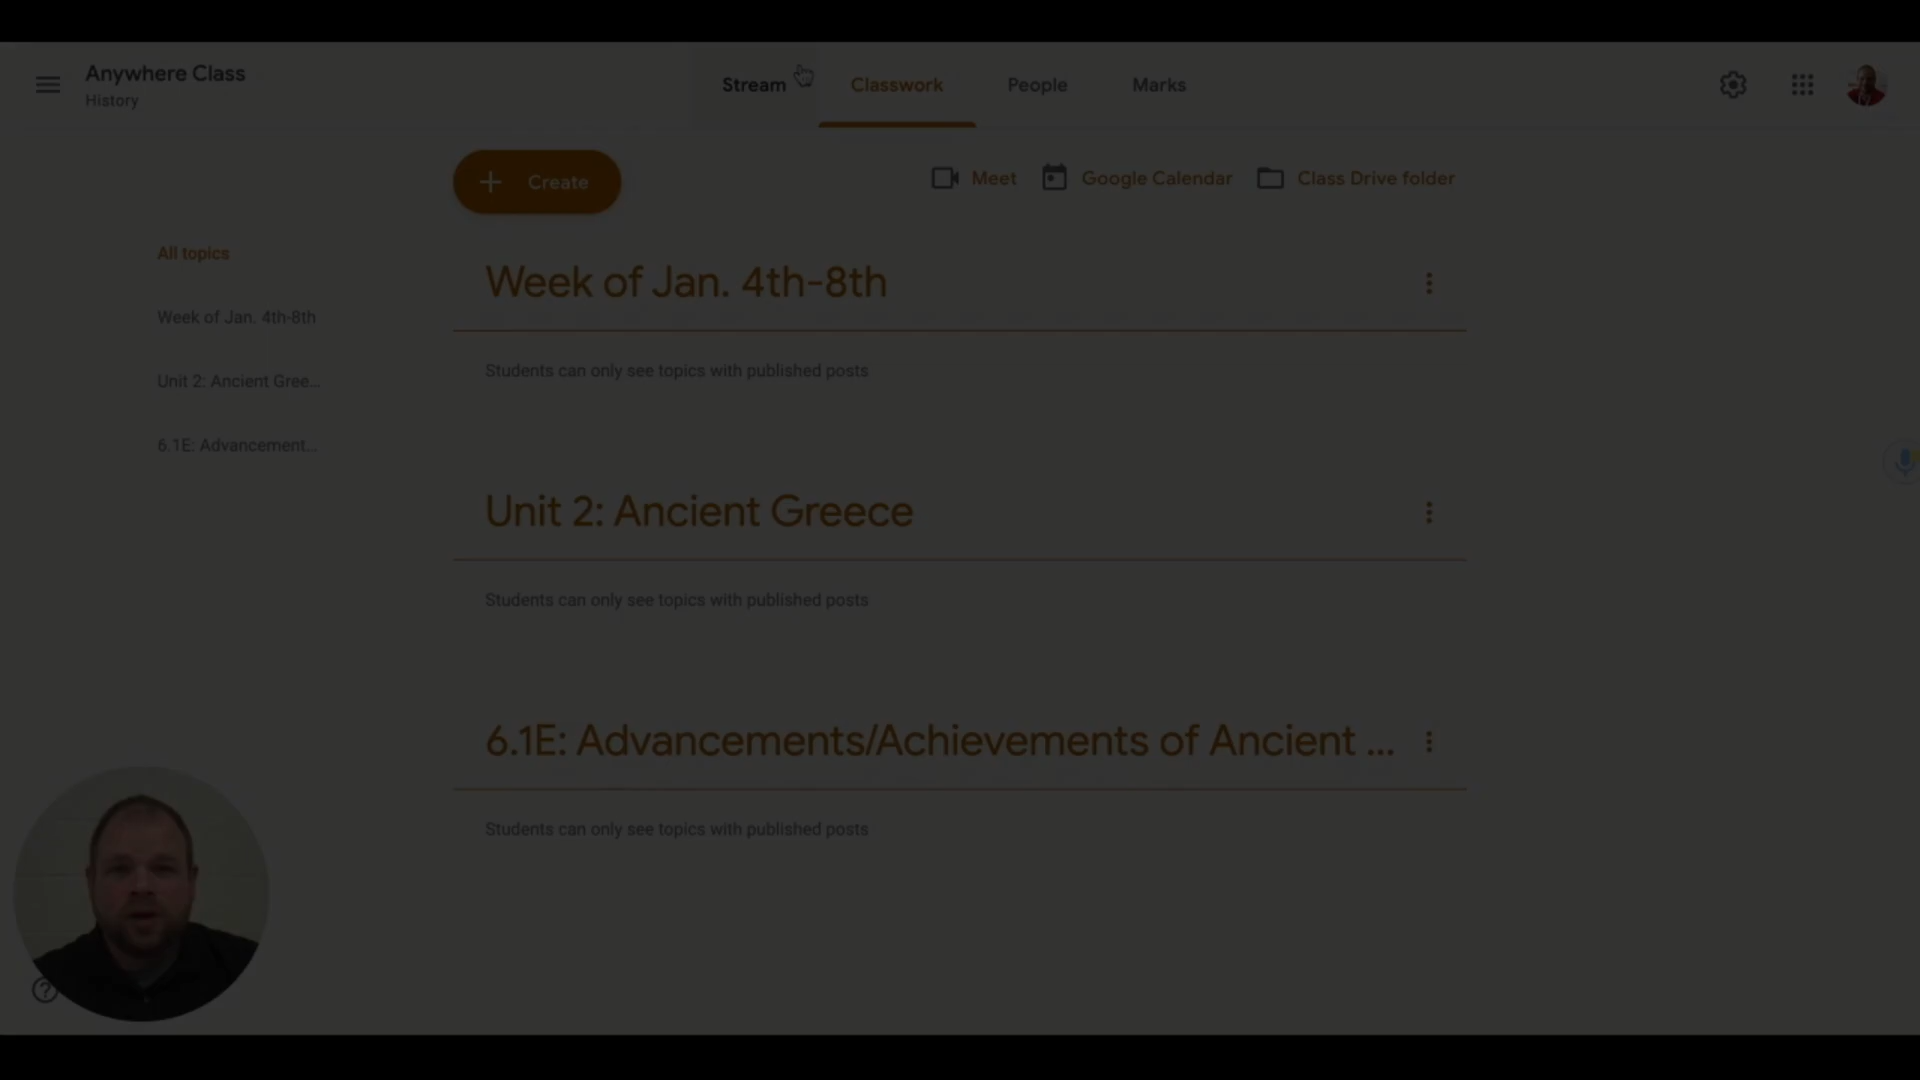 Anywhere Class
History
Stream
Classwork
People
Marks
Create
Meet
Google Calendar
Class Drive folder
All topics
Week of Jan. 4th-8th
Unit 2: Ancient Gree...
6.1E: Advancement...
Week of Jan. 4th-8th
Students can only see topics with published posts
Unit 2: Ancient Greece
Students can only see topics with published posts
6.1E: Advancements/Achievements of Ancient ...
Students can only see topics with published posts